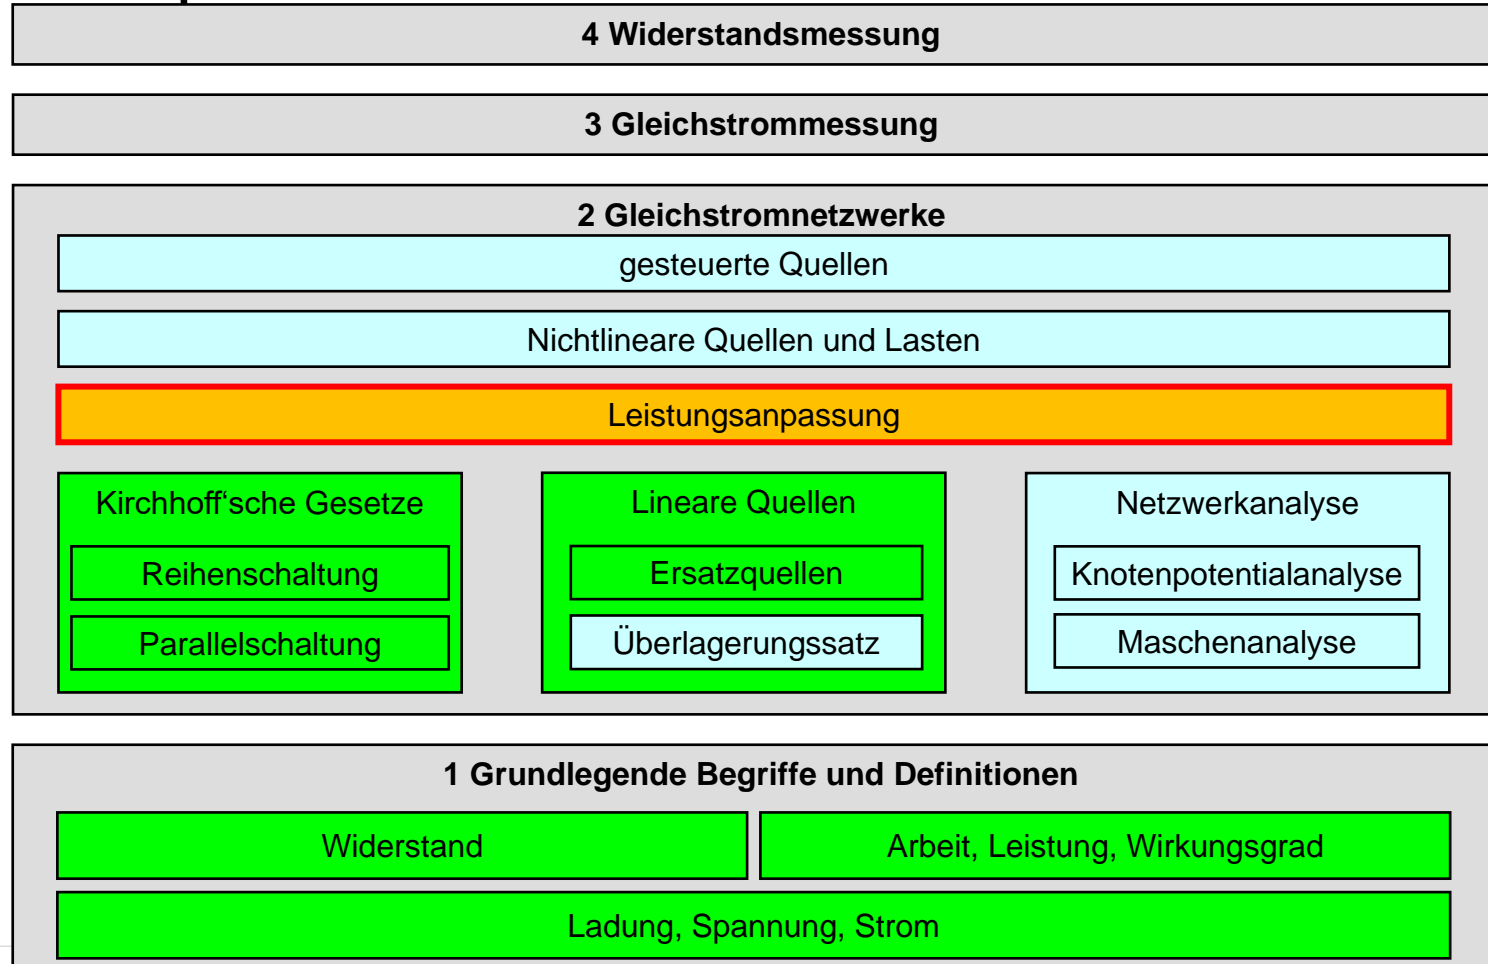 4 Widerstandsmessung
3 Gleichstrommessung
2 Gleichstromnetzwerke
gesteuerte Quellen
Nichtlineare Quellen und Lasten
Leistungsanpassung
Kirchhoff‘sche Gesetze
Reihenschaltung
Parallelschaltung
Lineare Quellen
Ersatzquellen
Überlagerungssatz
Netzwerkanalyse
Knotenpotentialanalyse
Maschenanalyse
1 Grundlegende Begriffe und Definitionen
Widerstand
Arbeit, Leistung, Wirkungsgrad
Ladung, Spannung, Strom